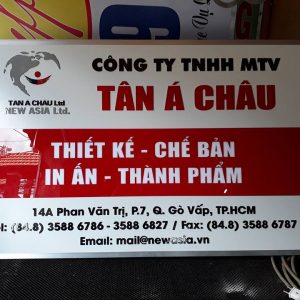 CÔNG TY TNHH MTV
TÂN Á CHÂU
TAN A CHAU Ltd
NEW ASIA Ltd.
THIẾT KẾ - CHẾ BẢN
IN ẤN - THÀNH PHẨM
14A Phan Văn Trị, P.7, Q. Gò Vấp, TP.HCM
l: (84.8) 3588 6786 - 3588 6827 / Fax: (84.8) 3588 6787
Email: mail@newasia.vn